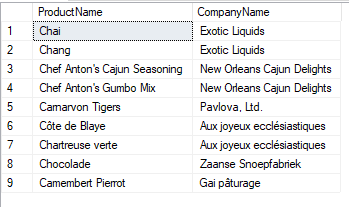 ProductName CompanyName
1 Chai Exotic Liquids
2 Chang Exotic Liquids
3 Chef Anton's Cajun Seasoning New Orleans Cajun Delights
4 Chef Anton's Gumbo Mix New Orleans Cajun Delights
5 Carnarvon Tigers Pavlova, Ltd.
6 Côte de Blaye Aux joyeux ecclésiastiques
7 Chartreuse verte Aux joyeux ecclésiastiques
8 Chocolade Zaanse Snoepfabriek
9 Camembert Pierrot Gai pâturage